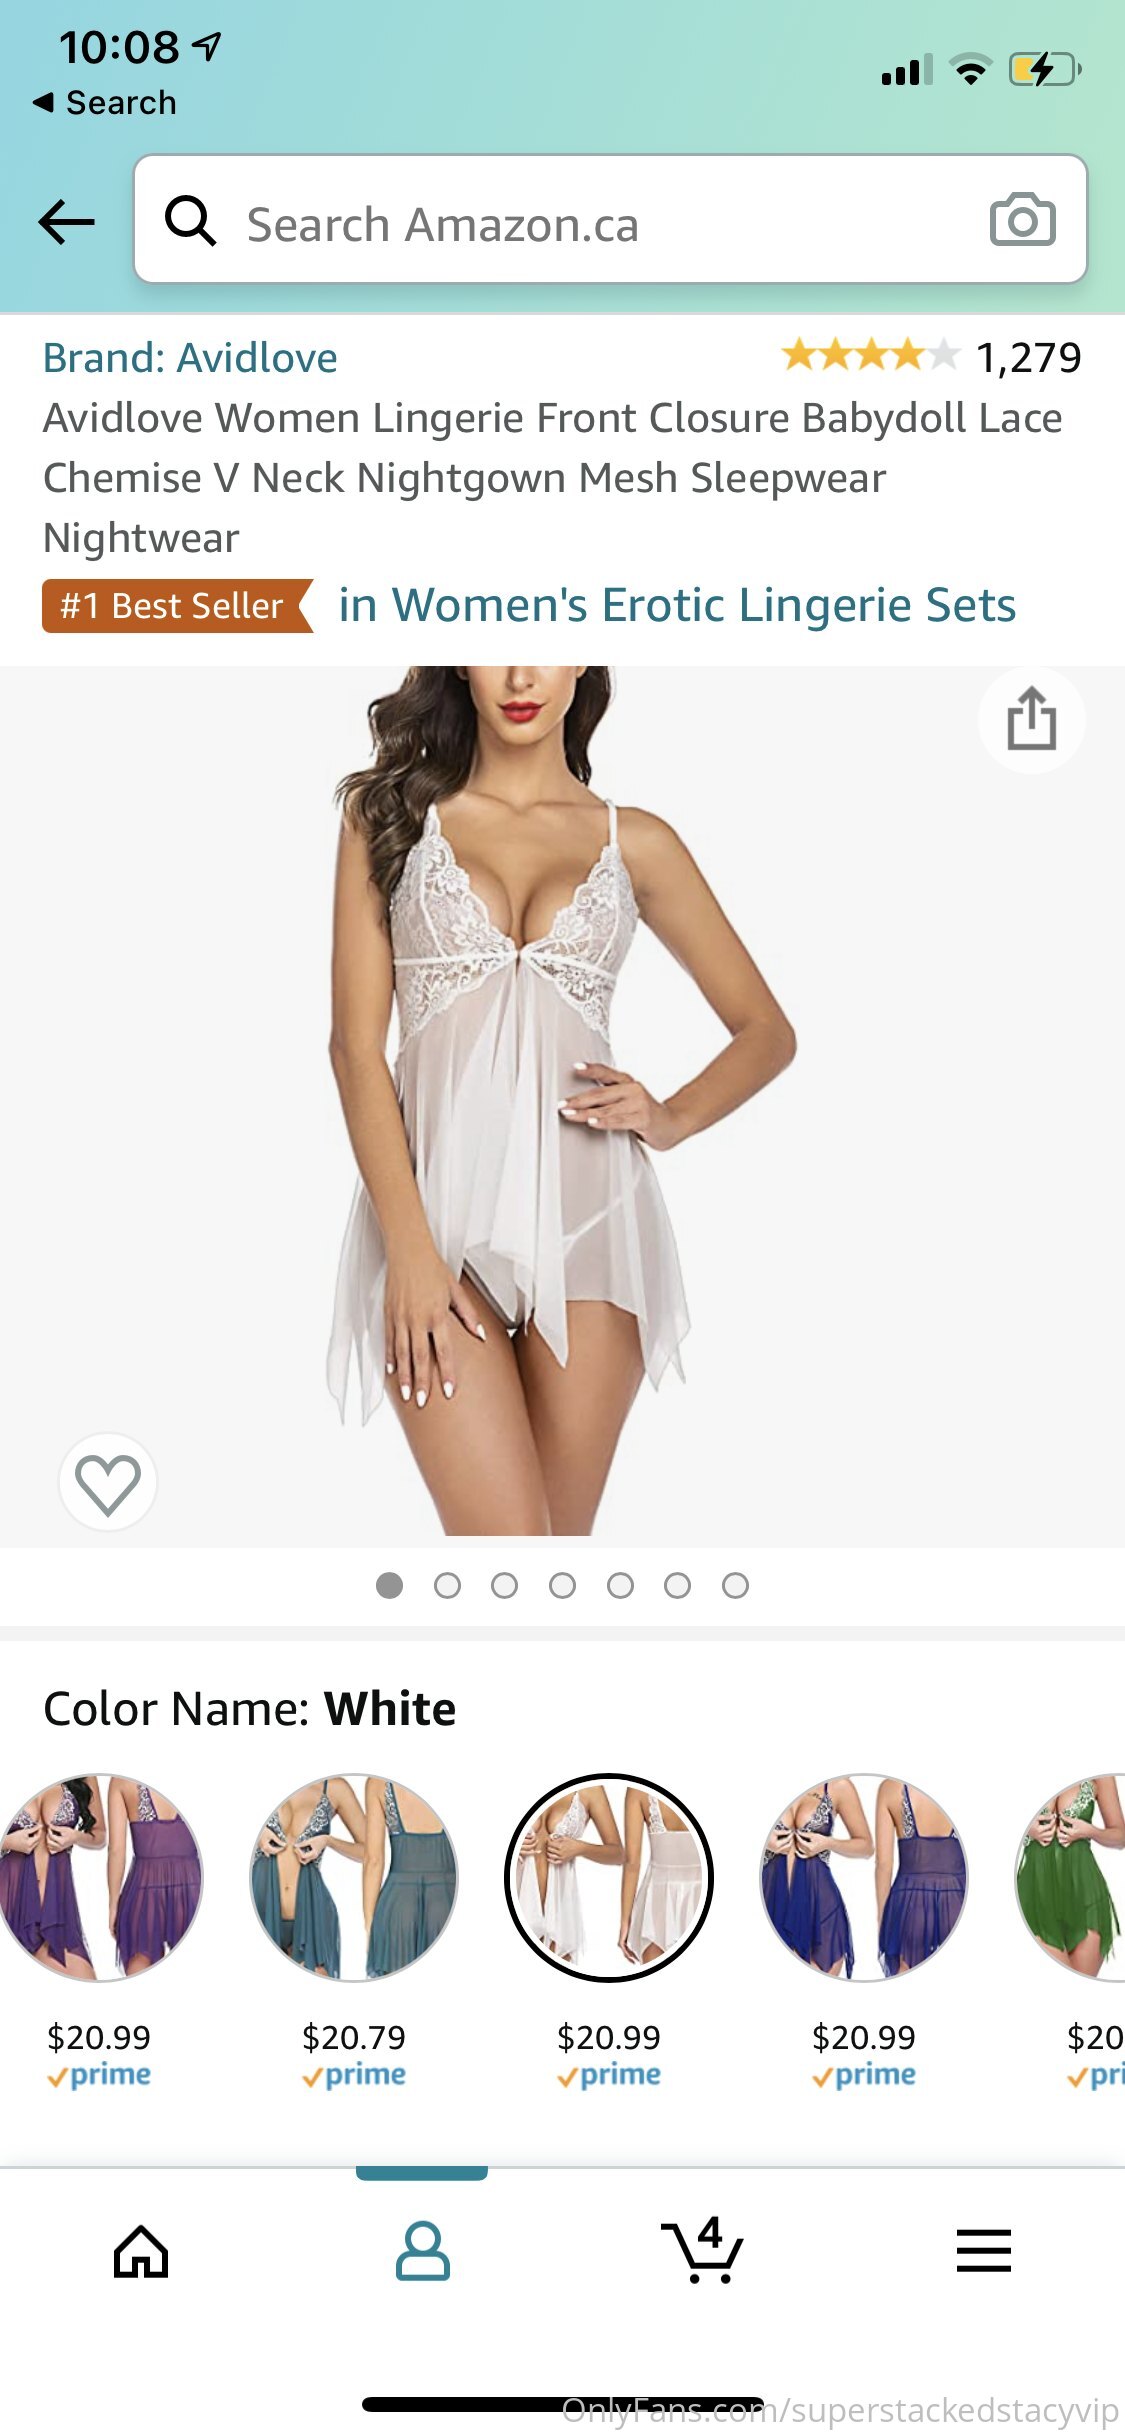 10:08
Search
Search Amazon.ca
Brand: Avidlove
1,279
Avidlove Women Lingerie Front Closure Babydoll Lace
Chemise V Neck Nightgown Mesh Sleepwear
Nightwear
#1 Best Seller in Women's Erotic Lingerie Sets
Color Name: White
$20.99 $20.79 $20.99 $20.99 $20
prime prime prime prime pri
4
OnlyFans.com/superstackedstacyvip